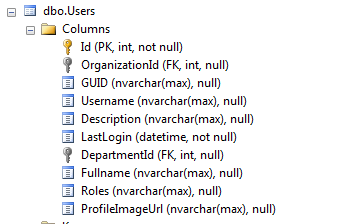 dbo.Users
Columns
Id (PK, int, not null)
OrganizationId (FK, int, null)
GUID (nvarchar(max), null)
Username (nvarchar(max), null)
Description (nvarchar(max), null)
LastLogin (datetime, not null)
DepartmentId (FK, int, null)
Fullname (nvarchar(max), null)
Roles (nvarchar(max), null)
ProfileImageUrl (nvarchar(max), null)